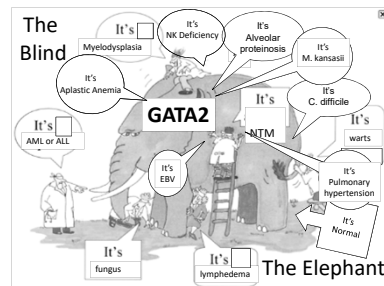 The
Blind
It's
Myelodysplasia
It's
NK Deficiency
It's
Alveolar
proteinosis
It's
M. kansasii
It's
Aplastic Anemia
GATA2
It's
NTM
It's
C. difficile
It's
AML or ALL
It's
warts
It's
EBV
It's
Pulmonary
hypertension
It's
Normal
It's
fungus
It's
lymphedema
The Elephant